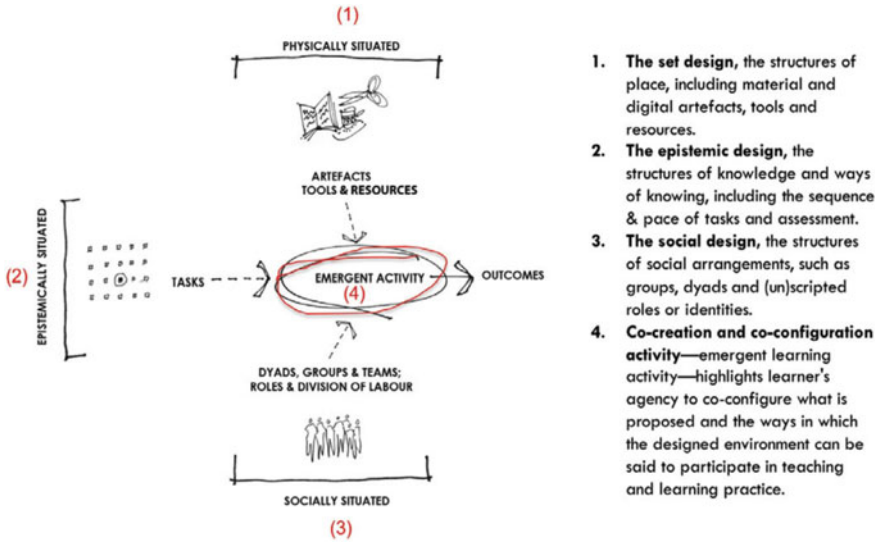 (1)
PHYSICALLY SITUATED
ARTEFACTS
TOOLS & RESOURCES
(2)
EPISTEMICALLY SITUATED
TASKS
EMERGENT ACTIVITY
(4)
OUTCOMES
DYADS, GROUPS & TEAMS;
ROLES & DIVISION OF LABOUR
SOCIALLY SITUATED
(3)
1. The set design, the structures of
place, including material and
digital artefacts, tools and
resources.
2. The epistemic design, the
structures of knowledge and ways
of knowing, including the sequence
& pace of tasks and assessment.
3. The social design, the structures
of social arrangements, such as
groups, dyads and (un)scripted
roles or identities.
4. Co-creation and co-configuration
activity—emergent learning
activity—highlights learner's
agency to co-configure what is
proposed and the ways in which
the designed environment can be
said to participate in teaching
and learning practice.